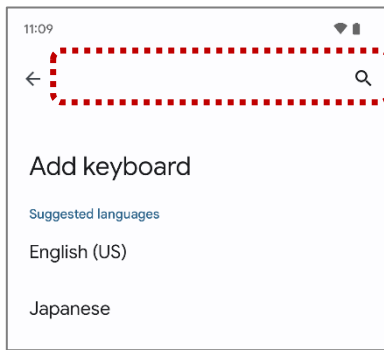 11:09
Add keyboard
Suggested languages
English (US)
Japanese